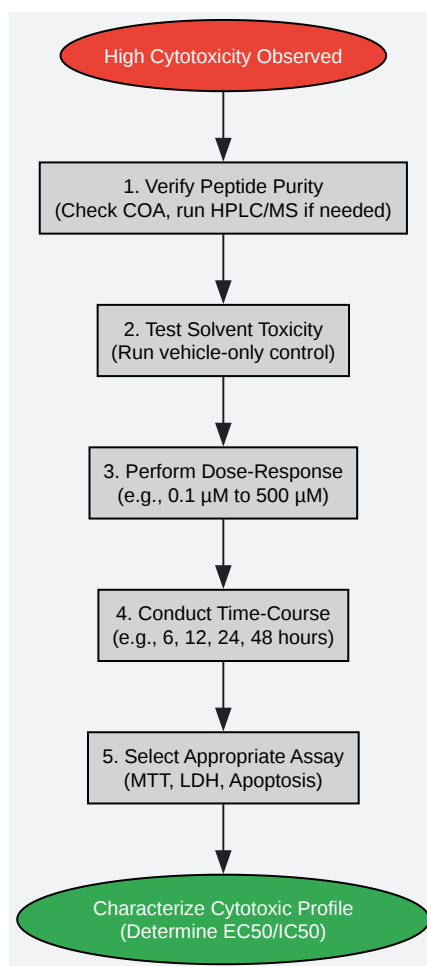 High Cytotoxicity Observed
1. Verify Peptide Purity
(Check COA, run HPLC/MS if needed)
2. Test Solvent Toxicity
(Run vehicle-only control)
3. Perform Dose-Response
(e.g., 0.1 µM to 500 µM)
4. Conduct Time-Course
(e.g., 6, 12, 24, 48 hours)
5. Select Appropriate Assay
(MTT, LDH, Apoptosis)
Characterize Cytotoxic Profile
(Determine EC50/IC50)